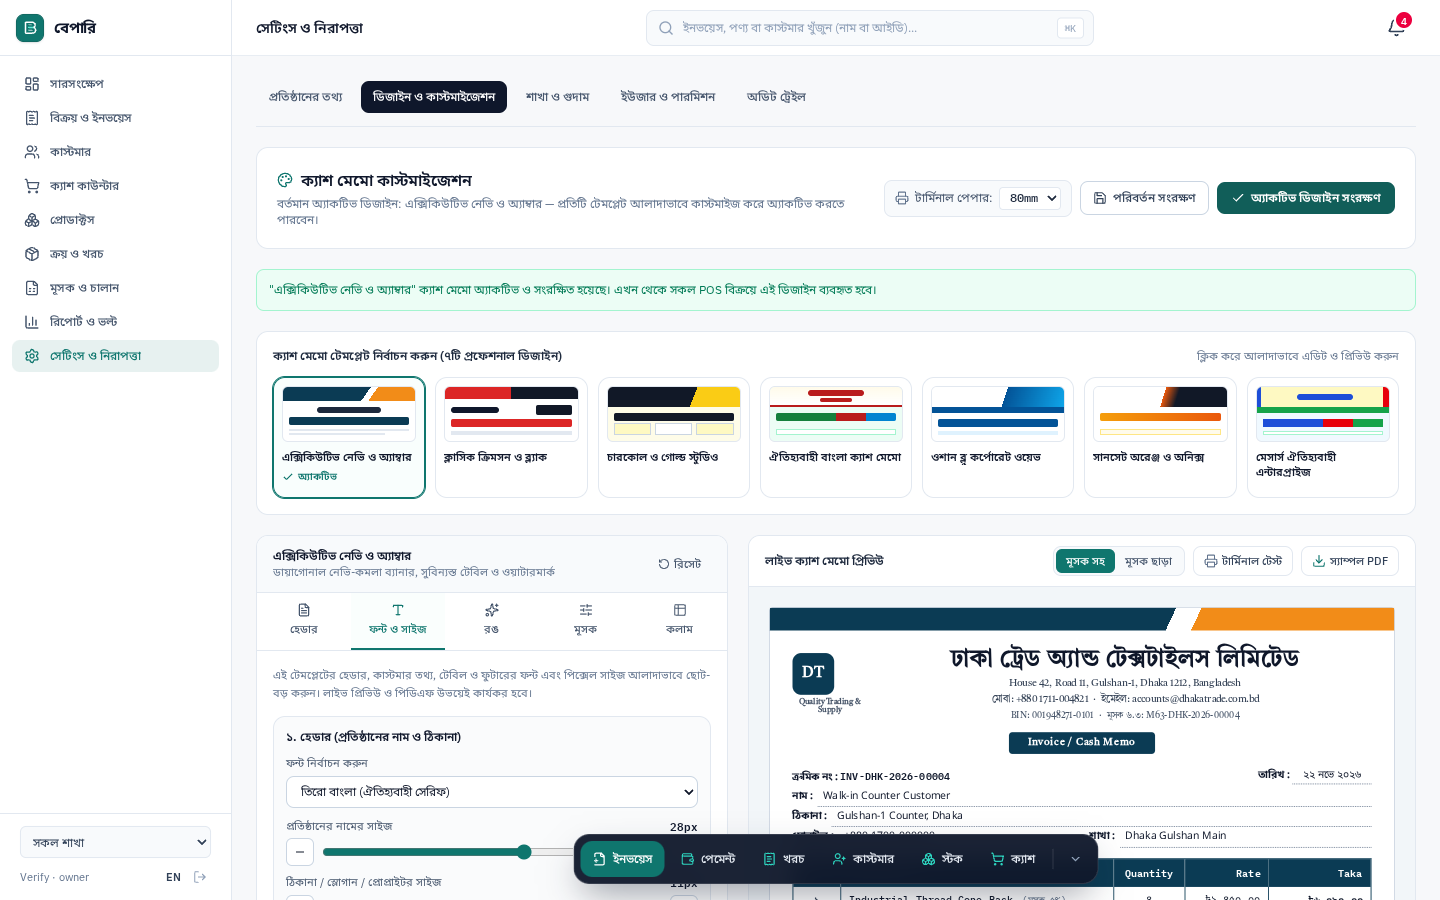 বেপারি
সেটিংস ও নিরাপত্তা
ইনভয়েস, পণ্য বা কাস্টমার খুঁজুন (নাম বা আইডি)...
⌘K
4
সারসংক্ষেপ
বিক্রয় ও ইনভয়েস
কাস্টমার
ক্যাশ কাউন্টার
প্রোডাক্টস
ক্রয় ও খরচ
মূসক ও চালান
রিপোর্ট ও ভল্ট
সেটিংস ও নিরাপত্তা
সকল শাখা
Verify · owner
EN
প্রতিষ্ঠানের তথ্য
ডিজাইন ও কাস্টমাইজেশন
শাখা ও গুদাম
ইউজার ও পারমিশন
অডিট ট্রেইল
ক্যাশ মেমো কাস্টমাইজেশন
বর্তমান অ্যাকটিভ ডিজাইন: এক্সিকিউটিভ নেভি ও অ্যাম্বার — প্রতিটি টেমপ্লেট আলাদাভাবে কাস্টমাইজ করে অ্যাকটিভ করতে
পারবেন।
টার্মিনাল পেপার:
80mm
পরিবর্তন সংরক্ষণ
অ্যাকটিভ ডিজাইন সংরক্ষণ
"এক্সিকিউটিভ নেভি ও অ্যাম্বার" ক্যাশ মেমো অ্যাকটিভ ও সংরক্ষিত হয়েছে। এখন থেকে সকল POS বিক্রয়ে এই ডিজাইন ব্যবহৃত হবে।
ক্যাশ মেমো টেমপ্লেট নির্বাচন করুন (৭টি প্রফেশনাল ডিজাইন)
ক্লিক করে আলাদাভাবে এডিট ও প্রিভিউ করুন
এক্সিকিউটিভ নেভি ও অ্যাম্বার
অ্যাকটিভ
ক্লাসিক ক্রিমসন ও ব্ল্যাক
চারকোল ও গোল্ড স্টুডিও
ঐতিহ্যবাহী বাংলা ক্যাশ মেমো
ওশান ব্লু কর্পোরেট ওয়েভ
সানসেট অরেঞ্জ ও অনিক্স
মেসার্স ঐতিহ্যবাহী
এন্টারপ্রাইজ
এক্সিকিউটিভ নেভি ও অ্যাম্বার
ডায়াগোনাল নেভি-কমলা ব্যানার, সুবিন্যস্ত টেবিল ও ওয়াটারমার্ক
রিসেট
হেডার
ফন্ট ও সাইজ
রঙ
মূসক
কলাম
এই টেমপ্লেটের হেডার, কাস্টমার তথ্য, টেবিল ও ফুটারের ফন্ট এবং পিক্সেল সাইজ আলাদাভাবে ছোট-
বড় করুন। লাইভ প্রিভিউ ও পিডিএফ উভয়েই কার্যকর হবে।
১. হেডার (প্রতিষ্ঠানের নাম ও ঠিকানা)
ফন্ট নির্বাচন করুন
তিরো বাংলা (ঐতিহ্যবাহী সেরিফ)
প্রতিষ্ঠানের নামের সাইজ
28px
ঠিকানা / স্লোগান / প্রোপ্রাইটর সাইজ
লাইভ ক্যাশ মেমো প্রিভিউ
মূসক সহ
মূসক ছাড়া
টার্মিনাল টেস্ট
স্যাম্পল PDF
DT
Quality Trading &
Supply
ঢাকা ট্রেড অ্যান্ড টেক্সটাইলস লিমিটেড
House 42, Road 11, Gulshan-1, Dhaka 1212, Bangladesh
মোবা: +880 1711-004821 · ইমেইল: accounts@dhakatrade.com.bd
BIN: 001948271-0101 · মূসক ৬.৩: M63-DHK-2026-00004
Invoice / Cash Memo
ক্রমিক নং : INV-DHK-2026-00004
তারিখ : ২২ নভে ২০২৬
নাম : Walk-in Counter Customer
ঠিকানা : Gulshan-1 Counter, Dhaka
শাখা : Dhaka Gulshan Main
Quantity
Rate
Taka
ইনভয়েস
পেমেন্ট
খরচ
কাস্টমার
স্টক
ক্যাশ